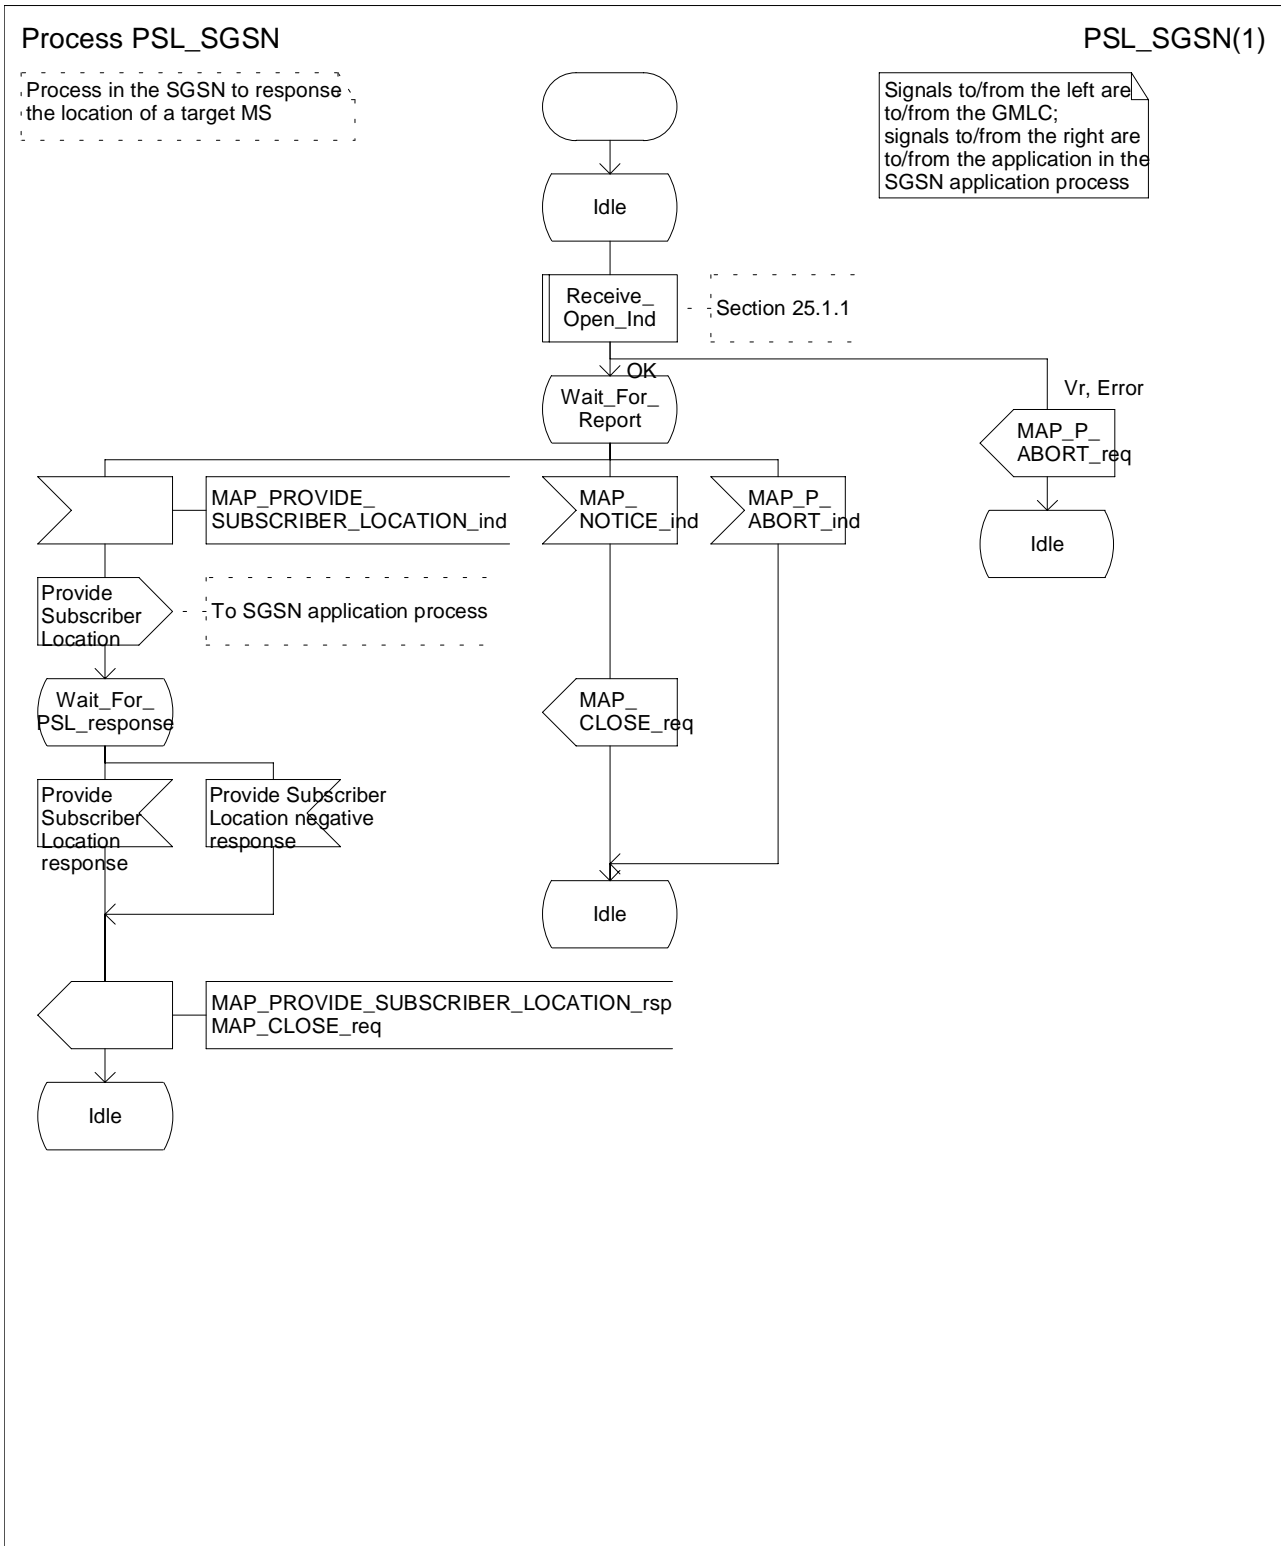 Process PSL_SGSN
PSL_SGSN(1)
Process in the SGSN to response
the location of a target MS
Signals to/from the left are
to/from the GMLC;
signals to/from the right are
to/from the application in the
SGSN application process
Idle
Receive_
Open_Ind
Section 25.1.1
OK
Vr, Error
Wait_For_
Report
MAP_P_
ABORT_req
MAP_PROVIDE_
SUBSCRIBER_LOCATION_ind
MAP_
NOTICE_ind
MAP_P_
ABORT_ind
Idle
Provide
Subscriber
Location
To SGSN application process
Wait_For_
PSL_response
MAP_
CLOSE_req
Provide
Subscriber
Location
response
Provide Subscriber
Location negative
response
Idle
MAP_PROVIDE_SUBSCRIBER_LOCATION_rsp
MAP_CLOSE_req
Idle